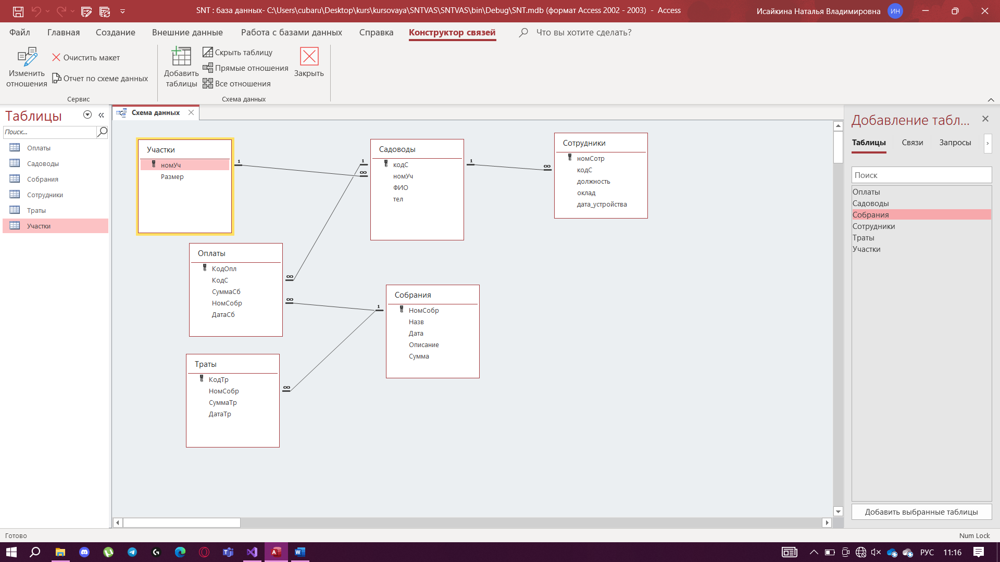 SNT : база данных- C:\Users\cubaru\Desktop\kurs\kursovaya\SNTVAS\SNTVAS\bin\Debug\SNT.mdb (формат Access 2002 - 2003) - Access
Исайкина Наталья Владимировна
ИН
Файл
Главная
Создание
Внешние данные
Работа с базами данных
Справка
Конструктор связей
Что вы хотите сделать?
Изменить отношения
Очистить макет
Отчет по схеме данных
Сервис
Добавить таблицы
Скрыть таблицу
Прямые отношения
Все отношения
Закрыть
Схема данных
Таблицы
Поиск...
Оплаты
Садоводы
Собрания
Сотрудники
Траты
Участки
Схема данных
Участки
номУч
Размер
1
∞
Садоводы
кодС
номУч
ФИО
тел
1
1
∞
Сотрудники
номСотр
кодС
должность
оклад
дата_устройства
Оплаты
КодОпл
КодС
СуммаСб
НомСобр
ДатаСб
∞
∞
1
Собрания
НомСобр
Назв
Дата
Описание
Сумма
Траты
КодТр
НомСобр
СуммаТр
ДатаТр
∞
Добавление табл...
Таблицы
Связи
Запросы
Поиск
Оплаты
Садоводы
Собрания
Сотрудники
Траты
Участки
Добавить выбранные таблицы
Готово
Num Lock
РУС
11:16